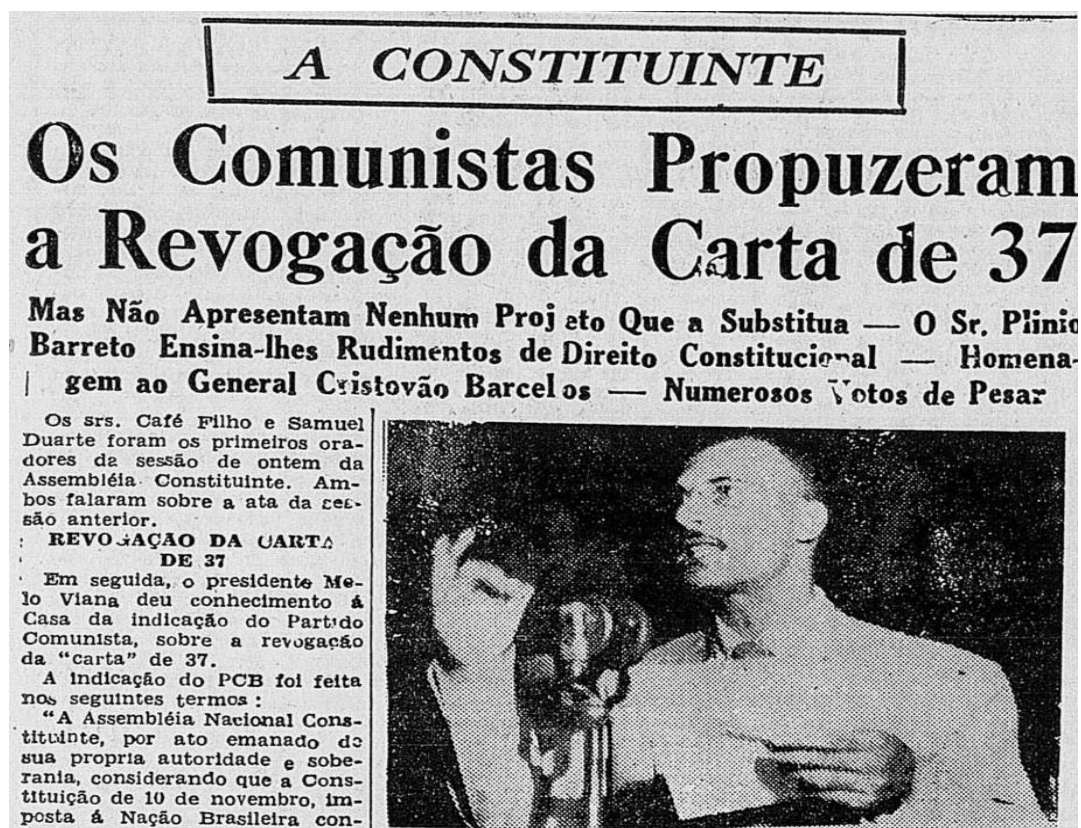 A CONSTITUINTE
Os Comunistas Propuzeram
a Revogação da Carta de 37
Mas Não Apresentam Nenhum Projeto Que a Substitua — O Sr. Plinio
Barreto Ensina-lhes Rudimentos de Direito Constitucional — Homena-
gem ao General Cristovão Barcelos — Numerosos Votos de Pesar
Os srs. Café Filho e Samuel
Duarte foram os primeiros ora-
dores da sessão de ontem da
Assembléia Constituinte. Am-
bos falaram sobre a ata da ses-
são anterior.
REVOGAÇÃO DA CARTA
DE 37
Em seguida, o presidente Me-
lo Viana deu conhecimento á
Casa da indicação do Partido
Comunista, sobre a revogação
da "carta" de 37.
A indicação do PCB foi feita
nos seguintes termos :
"A Assembléia Nacional Cons-
tituinte, por ato emanado de
sua propria autoridade e sobe-
rania, considerando que a Cons-
tituição de 10 de novembro, im-
posta á Nação Brasileira con-